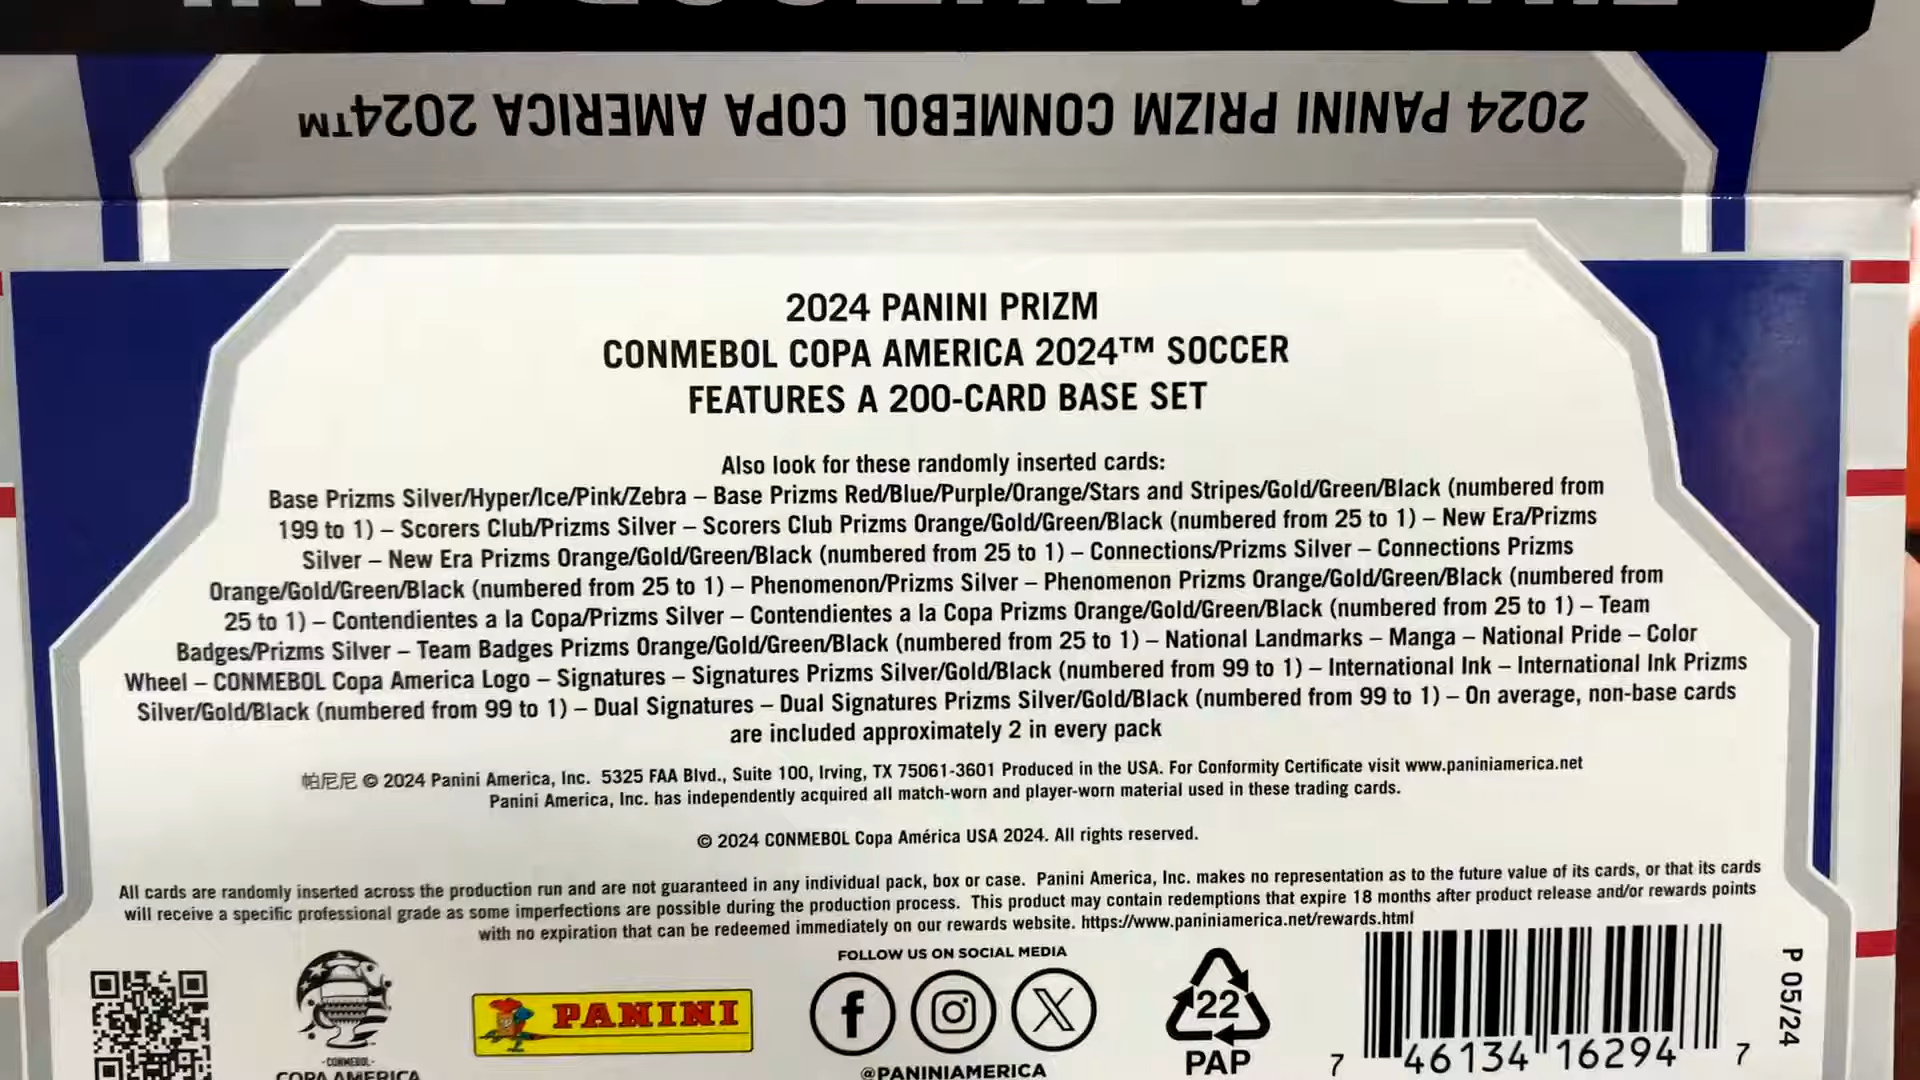 2024 PANINI PRIZM CONMEBOL COPA AMERICA 2024™
2024 PANINI PRIZM
CONMEBOL COPA AMERICA 2024™ SOCCER
FEATURES A 200-CARD BASE SET
Also look for these randomly inserted cards:
Base Prizms Silver/Hyper/Ice/Pink/Zebra – Base Prizms Red/Blue/Purple/Orange/Stars and Stripes/Gold/Green/Black (numbered from
199 to 1) – Scorers Club/Prizms Silver – Scorers Club Prizms Orange/Gold/Green/Black (numbered from 25 to 1) – New Era/Prizms
Silver – New Era Prizms Orange/Gold/Green/Black (numbered from 25 to 1) – Connections/Prizms Silver – Connections Prizms
Orange/Gold/Green/Black (numbered from 25 to 1) – Phenomenon/Prizms Silver – Phenomenon Prizms Orange/Gold/Green/Black (numbered from
25 to 1) – Contendientes a la Copa/Prizms Silver – Contendientes a la Copa Prizms Orange/Gold/Green/Black (numbered from 25 to 1) – Team
Badges/Prizms Silver – Team Badges Prizms Orange/Gold/Green/Black (numbered from 25 to 1) – National Landmarks – Manga – National Pride – Color
Wheel – CONMEBOL Copa America Logo – Signatures – Signatures Prizms Silver/Gold/Black (numbered from 99 to 1) – International Ink – International Ink Prizms
Silver/Gold/Black (numbered from 99 to 1) – Dual Signatures – Dual Signatures Prizms Silver/Gold/Black (numbered from 99 to 1) – On average, non-base cards
are included approximately 2 in every pack
帕尼尼 © 2024 Panini America, Inc. 5325 FAA Blvd., Suite 100, Irving, TX 75061-3601 Produced in the USA. For Conformity Certificate visit www.paniniamerica.net
Panini America, Inc. has independently acquired all match-worn and player-worn material used in these trading cards.
© 2024 CONMEBOL Copa América USA 2024. All rights reserved.
All cards are randomly inserted across the production run and are not guaranteed in any individual pack, box or case. Panini America, Inc. makes no representation as to the future value of its cards, or that its cards
will receive a specific professional grade as some imperfections are possible during the production process. This product may contain redemptions that expire 18 months after product release and/or rewards points
with no expiration that can be redeemed immediately on our rewards website. https://www.paniniamerica.net/rewards.html
FOLLOW US ON SOCIAL MEDIA
PANINI
22
PAP
@PANINIAMERICA
-CONMEBOL-
COPA AMERICA
7 46134 16294 7
P 05/24